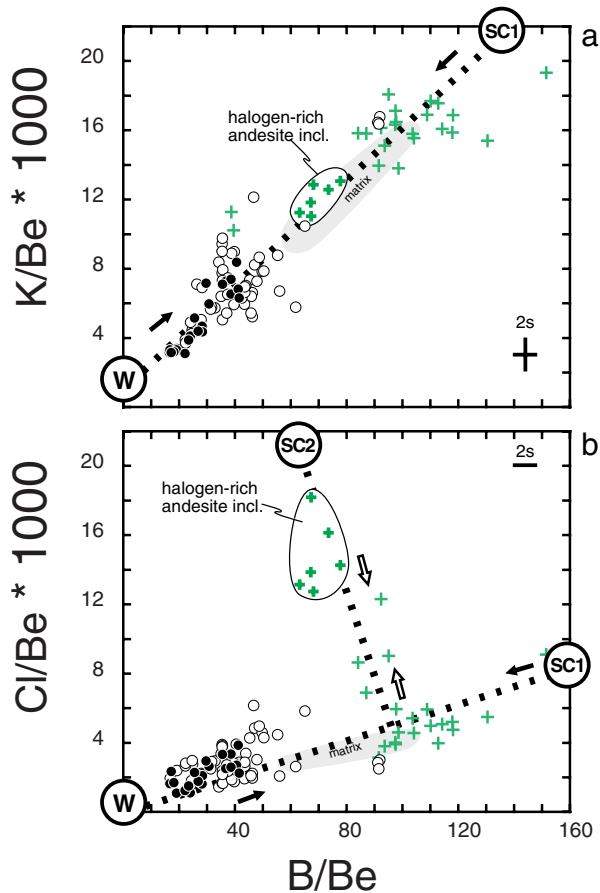 a
K/Be * 1000
20
16
12
8
4
SC1
halogen-rich
andesite incl.
matrix
2s
W
b
Cl/Be * 1000
20
16
12
8
4
SC2
2s
halogen-rich
andesite incl.
SC1
matrix
W
40
80
120
160
B/Be